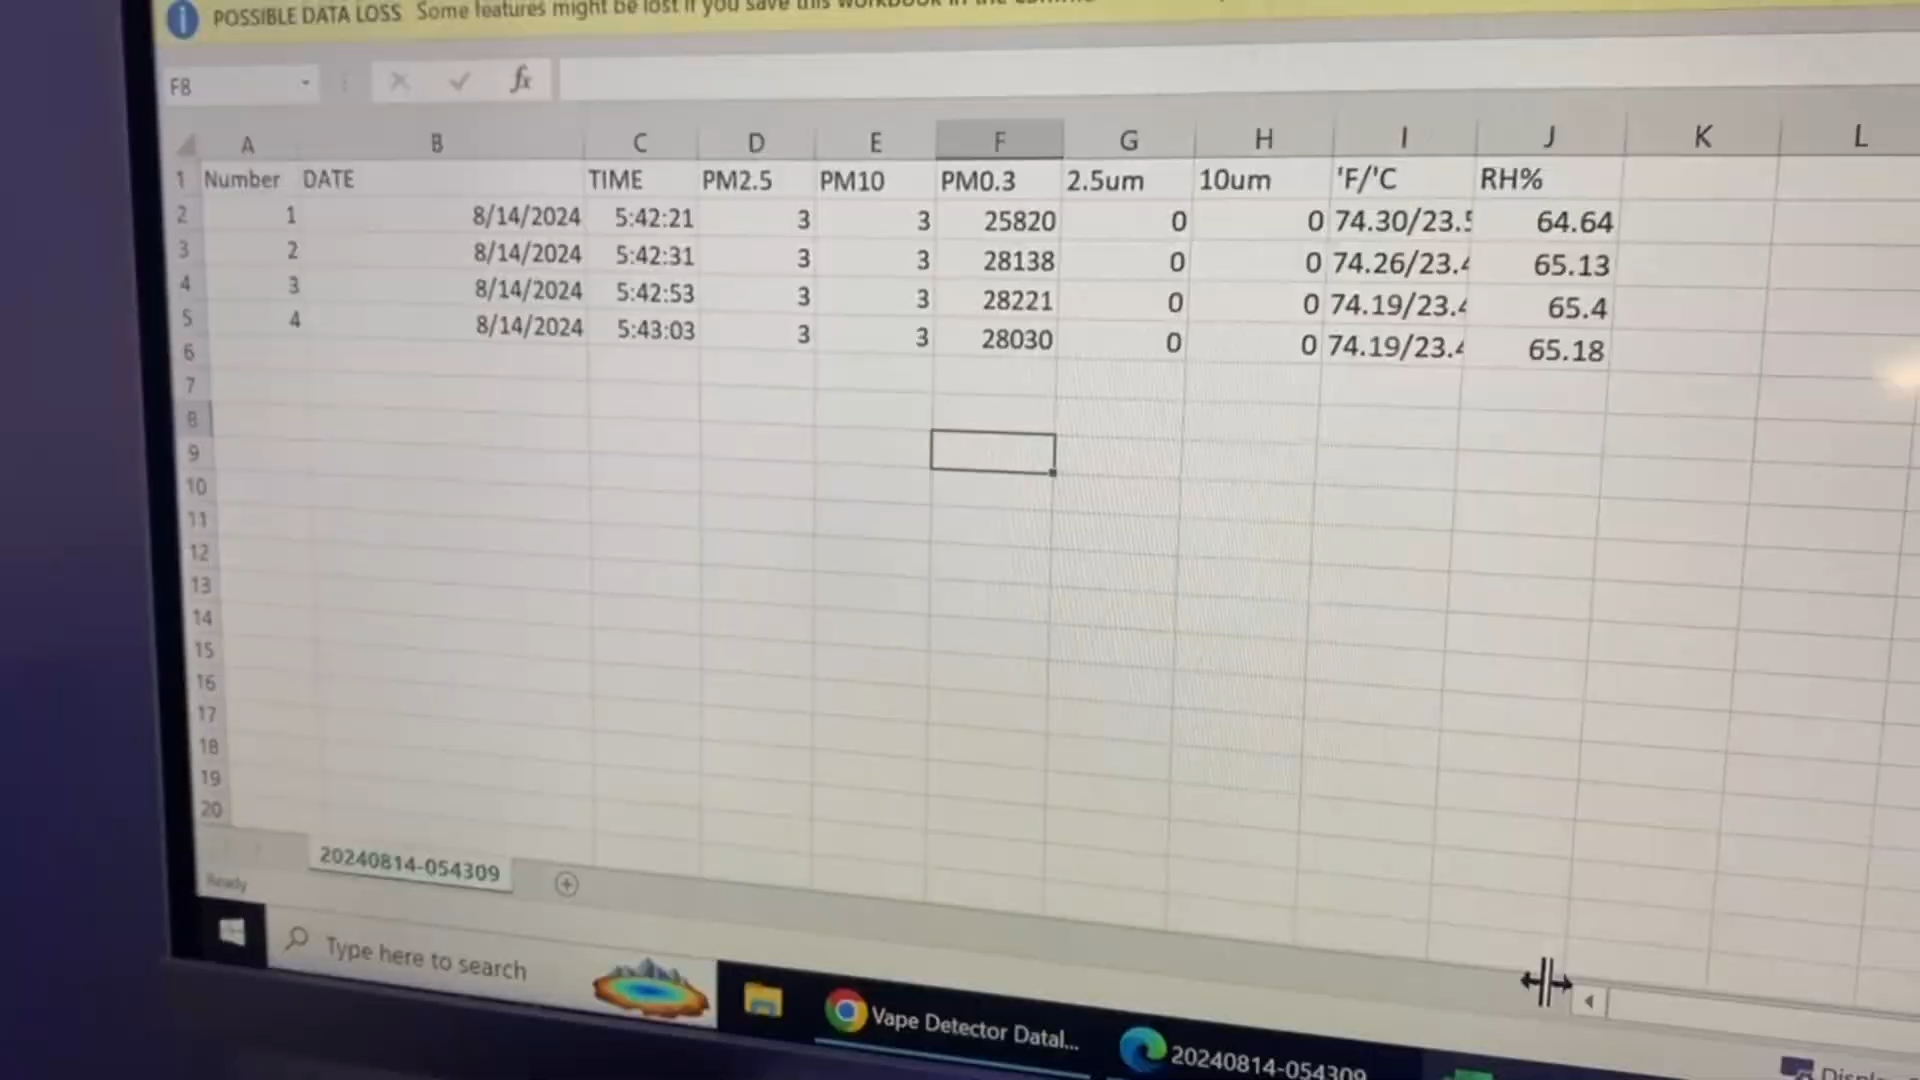 POSSIBLE DATA LOSS Some features might be lost if you save this workbook in the
F8 fx
A B C D E F G H I J K L
1 Number DATE TIME PM2.5 PM10 PM0.3 2.5um 10um 'F/'C RH%
2 1 8/14/2024 5:42:21 3 3 25820 0 0 74.30/23.5 64.64
3 2 8/14/2024 5:42:31 3 3 28138 0 0 74.26/23.4 65.13
4 3 8/14/2024 5:42:53 3 3 28221 0 0 74.19/23.4 65.4
5 4 8/14/2024 5:43:03 3 3 28030 0 0 74.19/23.4 65.18
6
7
8
9
10
11
12
13
14
15
16
17
18
19
20
20240814-054309
Ready
Type here to search
Vape Detector Datal...
20240814-054309